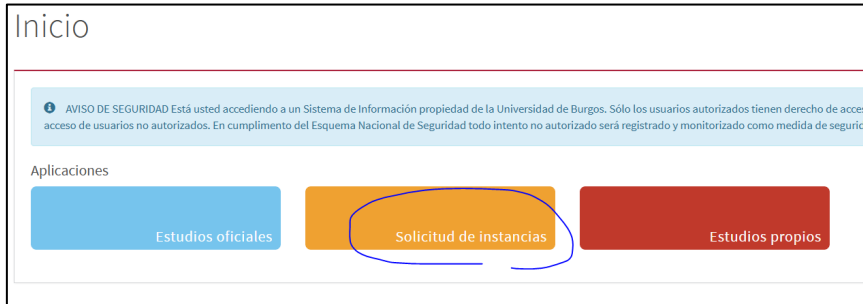 Inicio
AVISO DE SEGURIDAD Está usted accediendo a un Sistema de Información propiedad de la Universidad de Burgos. Sólo los usuarios autorizados tienen derecho de acce
acceso de usuarios no autorizados. En cumplimento del Esquema Nacional de Seguridad todo intento no autorizado será registrado y monitorizado como medida de segurid
Aplicaciones
Estudios oficiales
Solicitud de instancias
Estudios propios